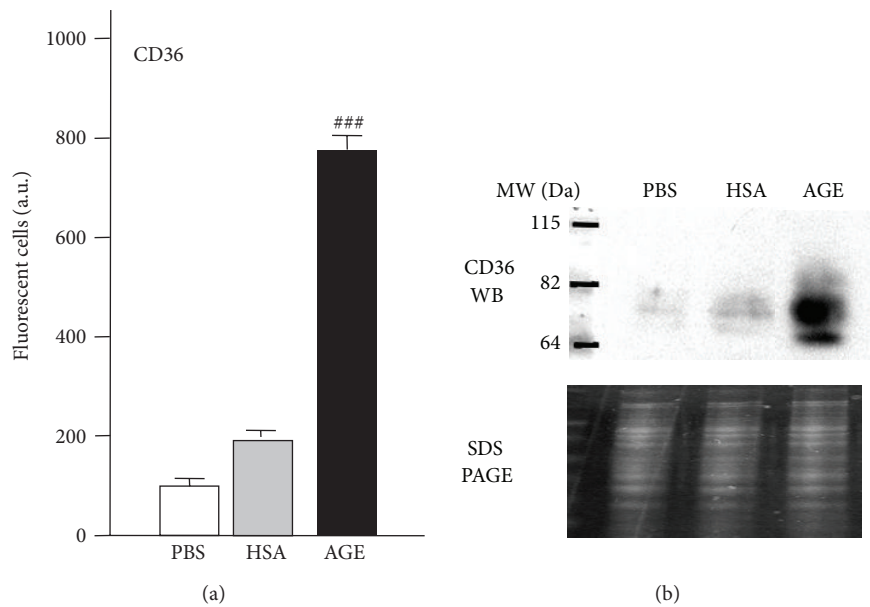 1000
CD36
###
800
600
400
200
0
Fluorescent cells (a.u.)
PBS HSA AGE
(a)
MW (Da) PBS HSA AGE
115
CD36
WB
82
64
SDS
PAGE
(b)